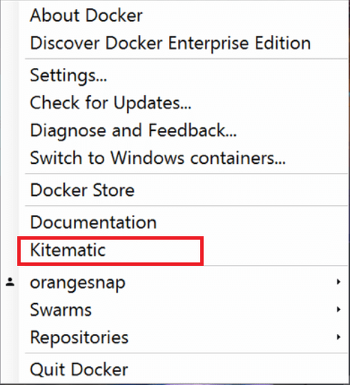 About Docker
Discover Docker Enterprise Edition
Settings...
Check for Updates...
Diagnose and Feedback...
Switch to Windows containers...
Docker Store
Documentation
Kitematic
orangesnap
Swarms
Repositories
Quit Docker